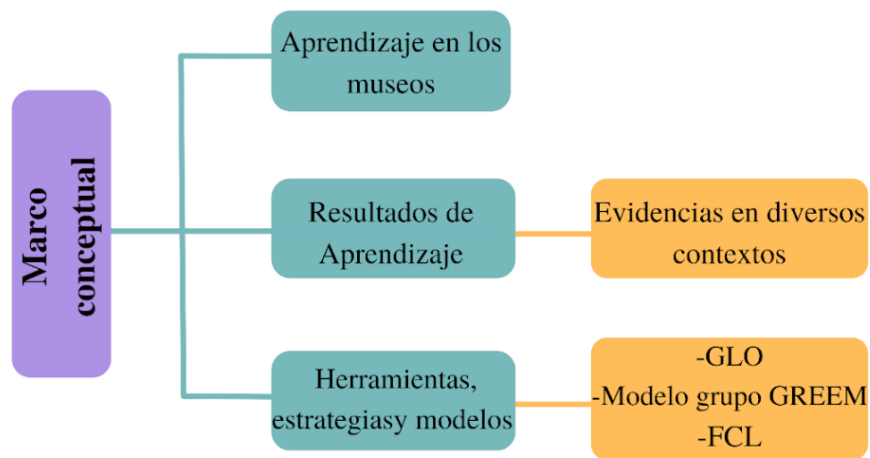 Marco
conceptual
Aprendizaje en los
museos
Resultados de
Aprendizaje
Evidencias en diversos
contextos
Herramientas,
estrategiasy modelos
-GLO
-Modelo grupo GREEM
-FCL